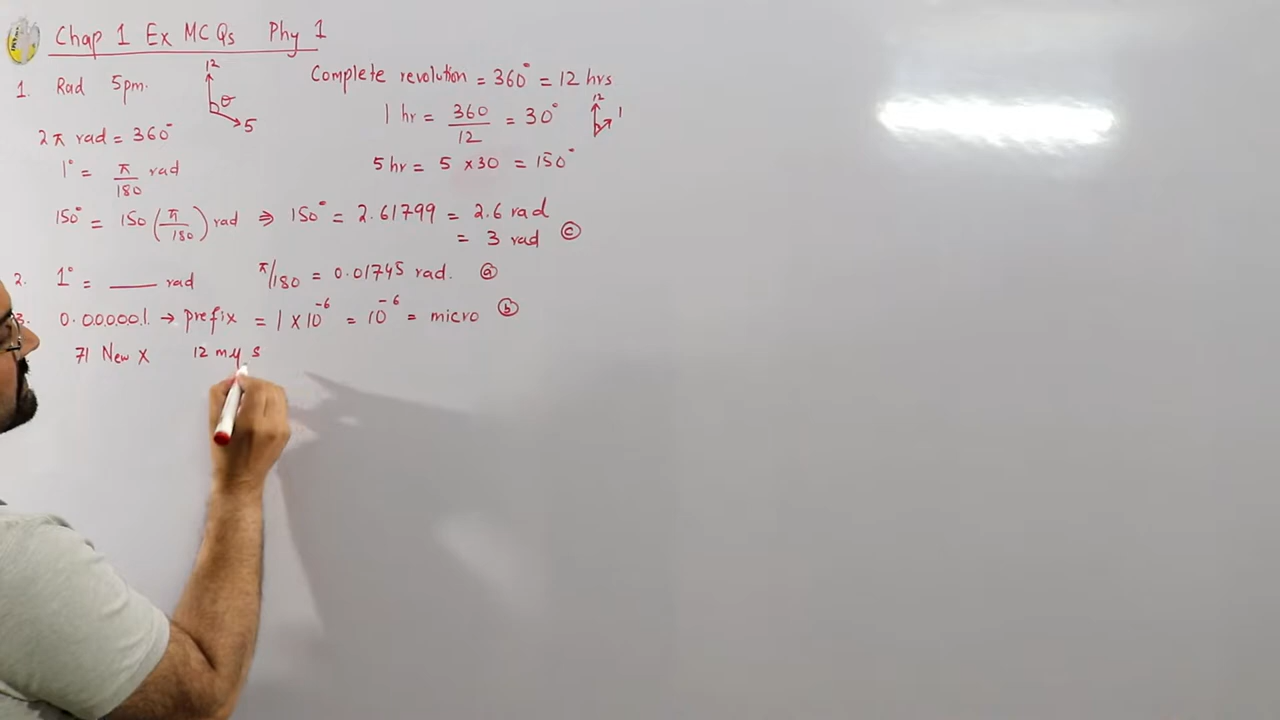 Chap 1 Ex MCQs Phy 1
1. Rad 5pm.
12
θ
5
2π rad = 360°
1° = π/180 rad
Complete revolution = 360° = 12 hrs
1 hr = 360/12 = 30°
12
1
5 hr = 5 × 30 = 150°
150° = 150 (π/180) rad ⇒ 150° = 2.61799 = 2.6 rad
= 3 rad ⓒ
2. 1° = ___ rad π/180 = 0.01745 rad. ⓐ
3. 0.000001. → prefix = 1 × 10⁻⁶ = 10⁻⁶ = micro ⓑ
71 New X 12 mμ s